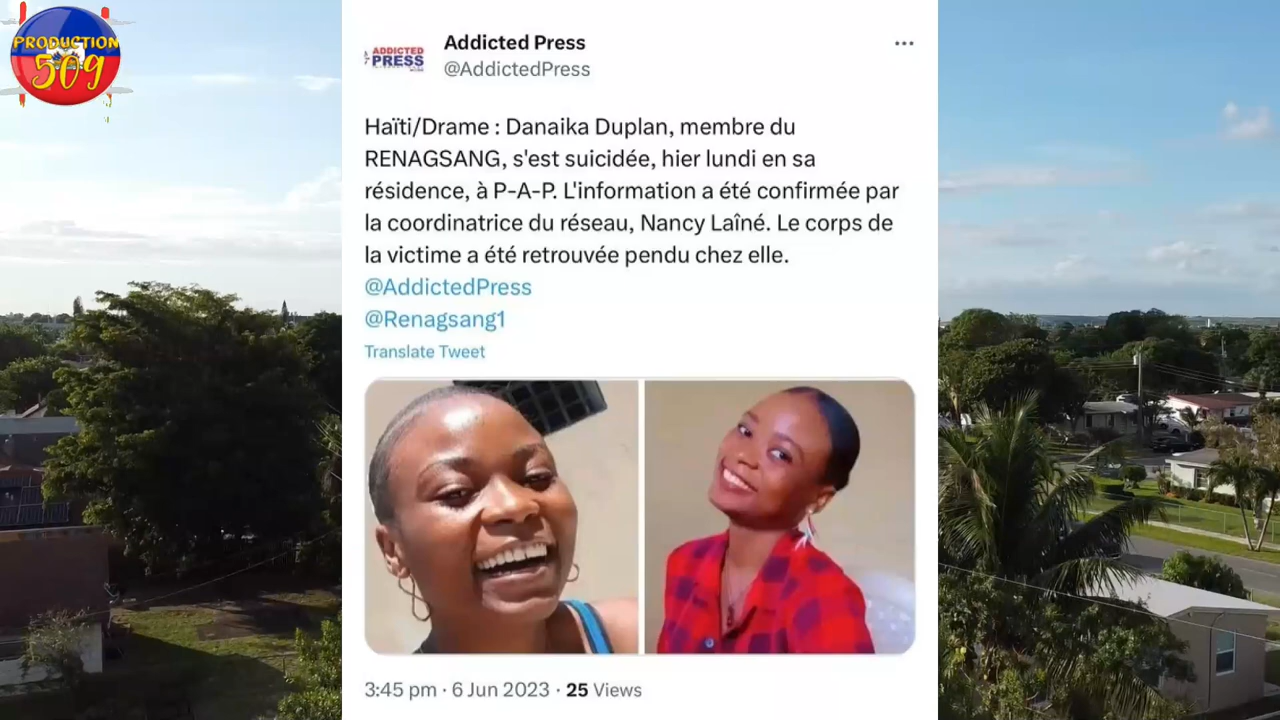 PRODUCTION
509
ADDICTED
PRESS
Addicted Press
@AddictedPress
Haïti/Drame : Danaika Duplan, membre du
RENAGSANG, s'est suicidée, hier lundi en sa
résidence, à P-A-P. L'information a été confirmée par
la coordinatrice du réseau, Nancy Laîné. Le corps de
la victime a été retrouvée pendu chez elle.
@AddictedPress
@Renagsang1
Translate Tweet
3:45 pm · 6 Jun 2023 · 25 Views